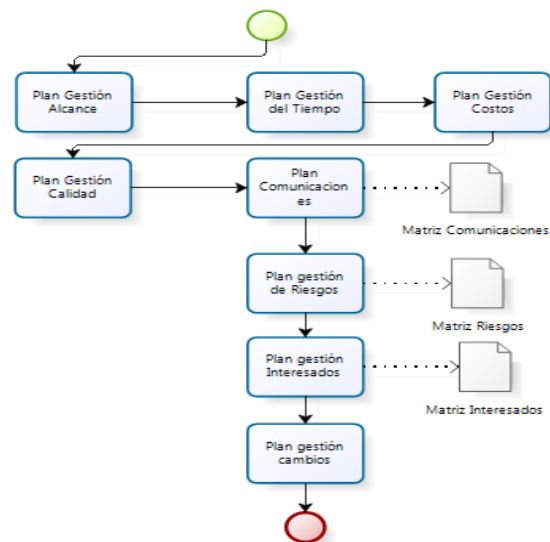 Plan Gestión
Alcance
Plan Gestión
del Tiempo
Plan Gestión
Costos
Plan Gestión
Calidad
Plan
Comunicacion
es
Matriz Comunicaciones
Plan gestión
de Riesgos
Matriz Riesgos
Plan gestión
Interesados
Matriz Interesados
Plan gestión
cambios